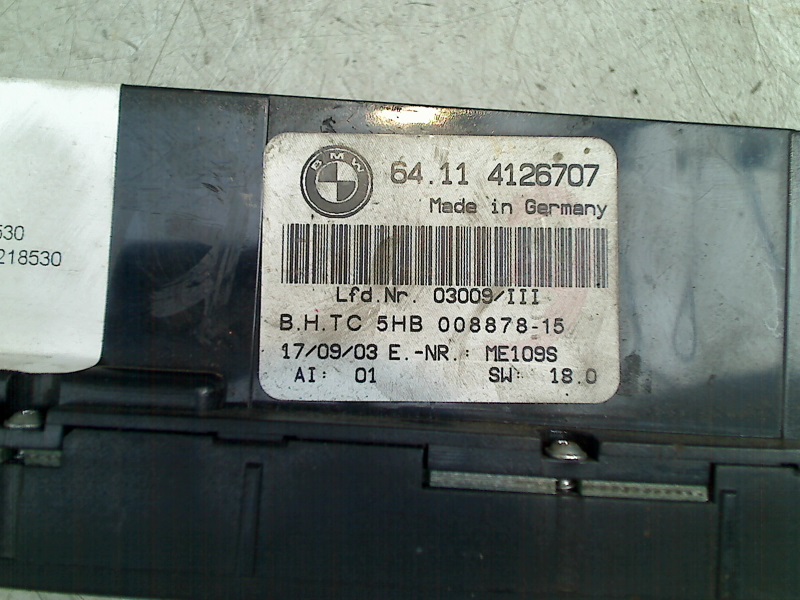 530
218530
BMW
64.11 4126707
Made in Germany
Lfd.Nr. 03009/III
B.H.TC 5HB 008878-15
17/09/03 E.-NR.: ME109S
AI: 01 SW: 18.0